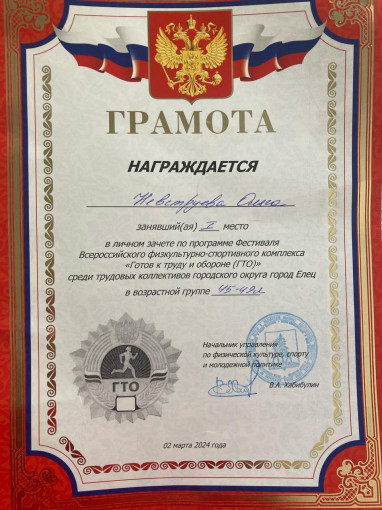 ГРАМОТА
НАГРАЖДАЕТСЯ
Невструева Ольга
занявший(ая) I место
в личном зачете по программе Фестиваля
Всероссийского физкультурно-спортивного комплекса
«Готов к труду и обороне (ГТО)»
среди трудовых коллективов городского округа город Елец
в возрастной группе 45-49л
Начальник управления
по физической культуре, спорту
и молодежной политике
В.А. Хабибулин
ГТО
02 марта 2024 года